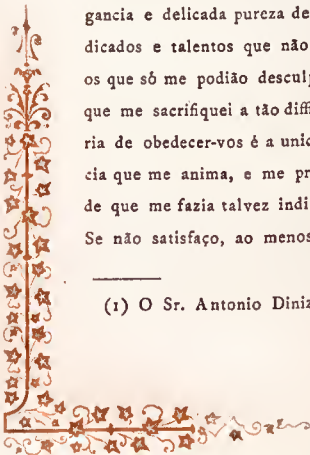 gancia e delicada pureza de
dicados e talentos que não
os que só me podião descul
que me sacrifiquei a tão diffi
ria de obedecer-vos é a unic
cia que me anima, e me pr
de que me fazia talvez indi
Se não satisfaço, ao menos
(1) O Sr. Antonio Diniz